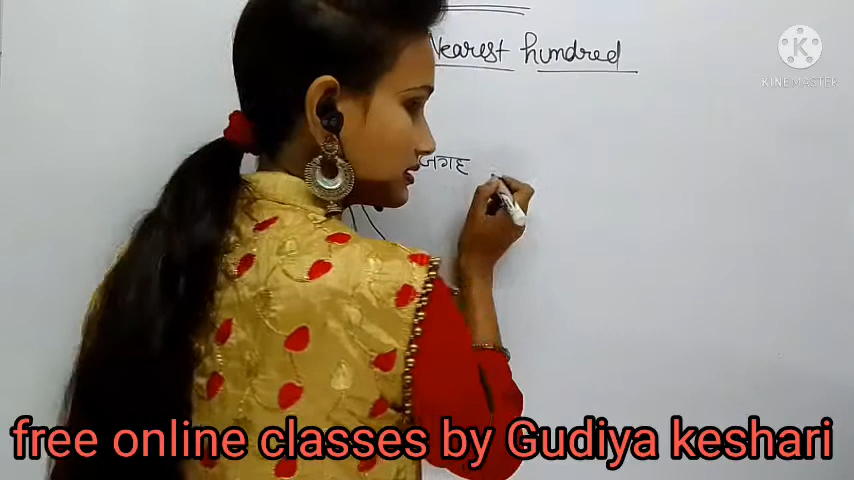 Nearest hundred
K
KINEMASTER
जगह
free online classes by Gudiya keshari